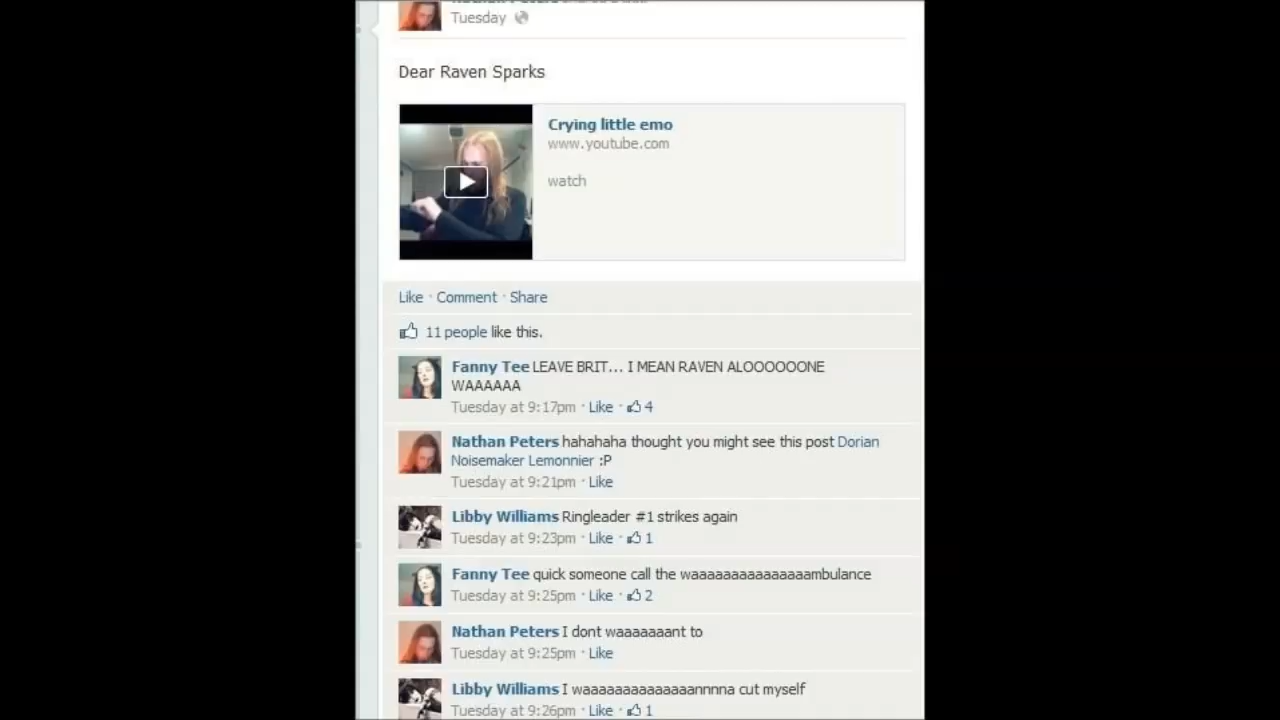 Tuesday
Dear Raven Sparks
Crying little emo
www.youtube.com
watch
Like · Comment · Share
11 people like this.
Fanny Tee LEAVE BRIT... I MEAN RAVEN ALOOOOOONE
WAAAAAA
Tuesday at 9:17pm · Like · 4
Nathan Peters hahahaha thought you might see this post Dorian
Noisemaker Lemonnier :P
Tuesday at 9:21pm · Like
Libby Williams Ringleader #1 strikes again
Tuesday at 9:23pm · Like · 1
Fanny Tee quick someone call the waaaaaaaaaaaaaaambulance
Tuesday at 9:25pm · Like · 2
Nathan Peters I dont waaaaaaant to
Tuesday at 9:25pm · Like
Libby Williams I waaaaaaaaaaaaaannnna cut myself
Tuesday at 9:26pm · Like · 1